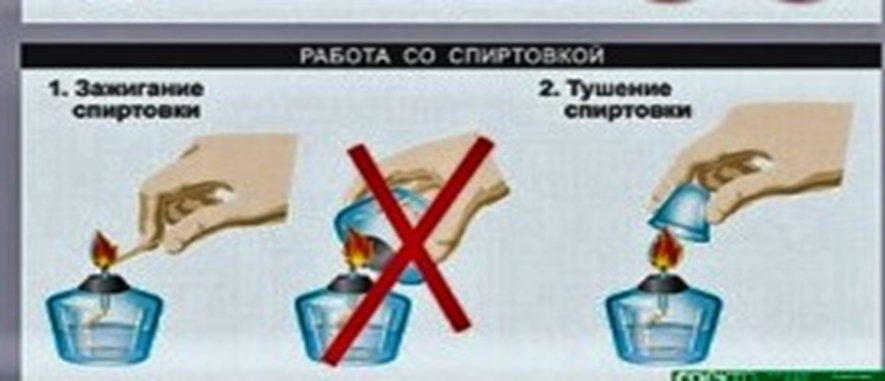 РАБОТА СО СПИРТОВКОЙ
1. Зажигание
спиртовки
2. Тушение
спиртовки